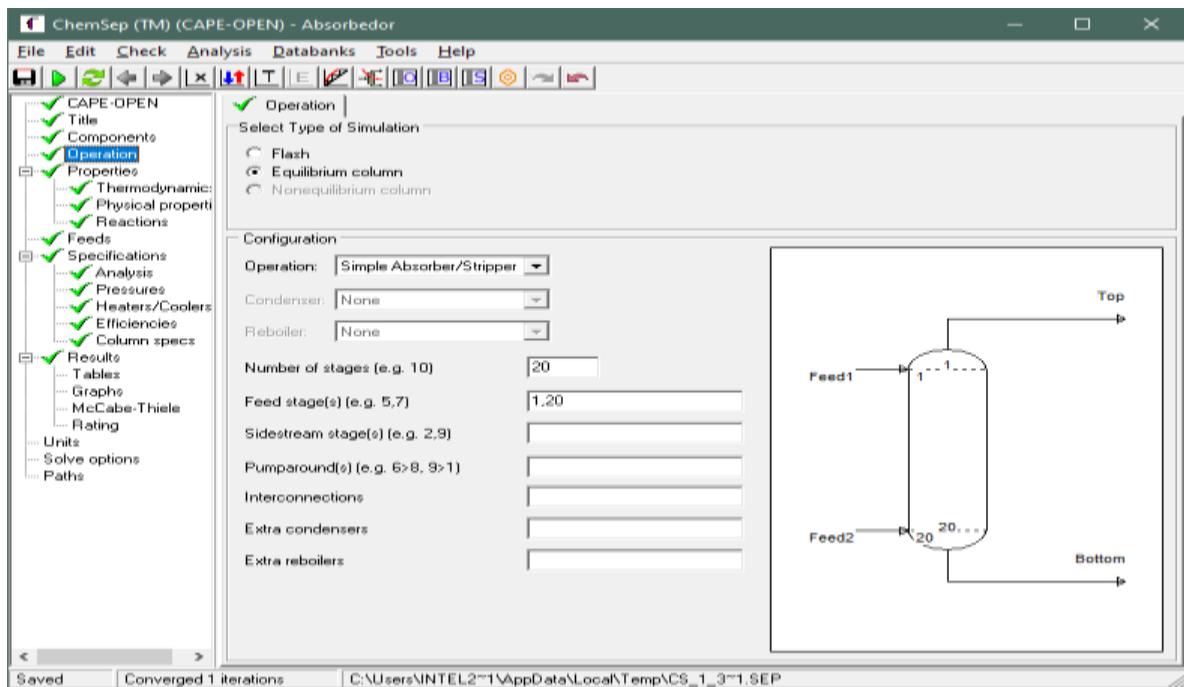 ChemSep (TM) (CAPE-OPEN) - Absorbedor
File Edit Check Analysis Databanks Tools Help
CAPE-OPEN
Title
Components
Operation
Properties
Thermodynamic:
Physical properti
Reactions
Feeds
Specifications
Analysis
Pressures
Heaters/Coolers
Efficiencies
Column specs
Results
Tables
Graphs
McCabe-Thiele
Rating
Units
Solve options
Paths
Operation
Select Type of Simulation
Flash
Equilibrium column
Nonequilibrium column
Configuration
Operation: Simple Absorber/Stripper
Condenser: None
Reboiler: None
Number of stages (e.g. 10) 20
Feed stage(s) (e.g. 5,7) 1,20
Sidestream stage(s) (e.g. 2,9)
Pumparound(s) (e.g. 6>8, 9>1)
Interconnections
Extra condensers
Extra reboilers
Top
1
Feed1 1
20
Feed2 20
Bottom
Saved Converged 1 iterations C:\Users\INTEL2~1\AppData\Local\Temp\CS_1_3~1.SEP